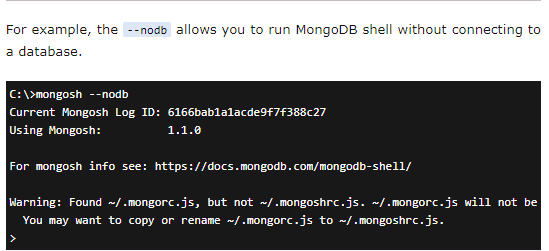 For example, the --nodb allows you to run MongoDB shell without connecting to
a database.
C:\>mongosh --nodb
Current Mongosh Log ID: 6166bab1a1acde9f7f388c27
Using Mongosh:          1.1.0
For mongosh info see: https://docs.mongodb.com/mongodb-shell/
Warning: Found ~/.mongorc.js, but not ~/.mongoshrc.js. ~/.mongorc.js will not be
  You may want to copy or rename ~/.mongorc.js to ~/.mongoshrc.js.
>